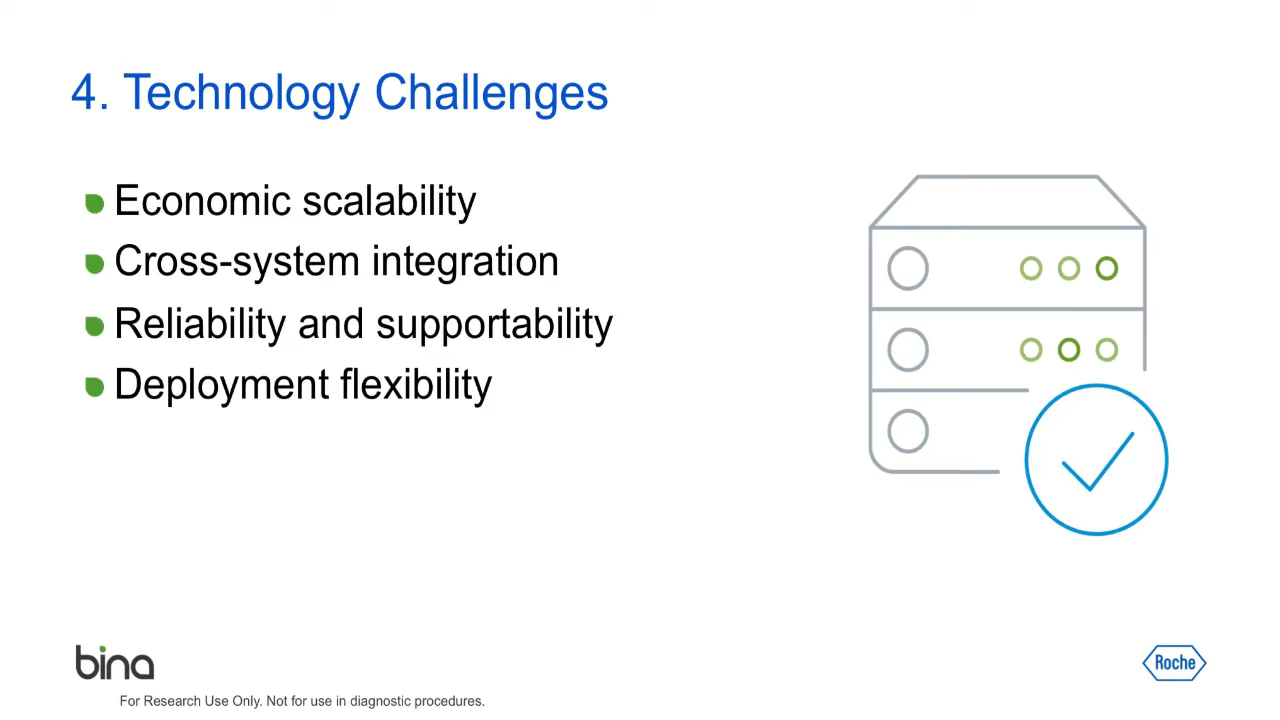 4. Technology Challenges
Economic scalability
Cross-system integration
Reliability and supportability
Deployment flexibility
bina
Roche
For Research Use Only. Not for use in diagnostic procedures.